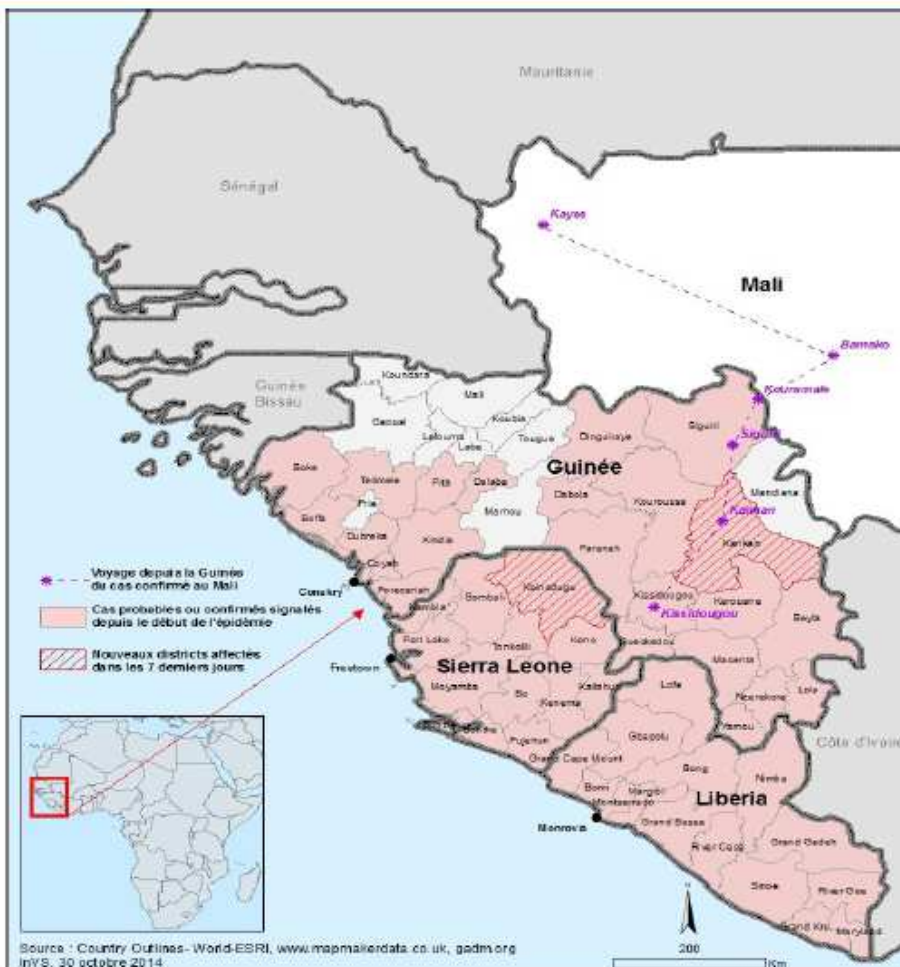 Mauritanie
Sénégal
Kayes
Mali
Bamako
Guinée
Bissau
Koundara
Mali
Koubia
Lelouma
Labe
Tougue
Dinguiraye
Siguiri
Guinée
Boke
Telimele
Pita
Dalaba
Dabola
Kouroussa
Mandiana
Fria
Mamou
Kankan
Boffa
Dubreka
Kindia
Faranah
Kankan
Coyah
Voyage depuis la Guinée
du cas confirmé au Mali
Conakry
Forecariah
Kambia
Bombali
Koinadugu
Kissidougou
Kissidougou
Kerouane
Beyla
Cas probables ou confirmés signalés
depuis le début de l'épidémie
Port Loko
Tonkolili
Kono
Gueckedou
Macenta
Nouveaux districts affectés
dans les 7 derniers jours
Freetown
Sierra Leone
Moyamba
Bo
Kailahun
Kenema
Lofa
Lola
Yamou
Pujehun
Grand Cape Mount
Gbapolu
Bong
Nimba
Côte d'Ivoire
Bomi
Margibi
Montserrado
Liberia
Monrovia
Grand Bassa
River Cess
Grand Gedeh
Sinoe
River Gee
Grand Kru
Maryland
N
200
Km
Source : Country Outlines- World-ESRI, www.mapmakerdata.co.uk, gadm.org
InVS, 30 octobre 2014